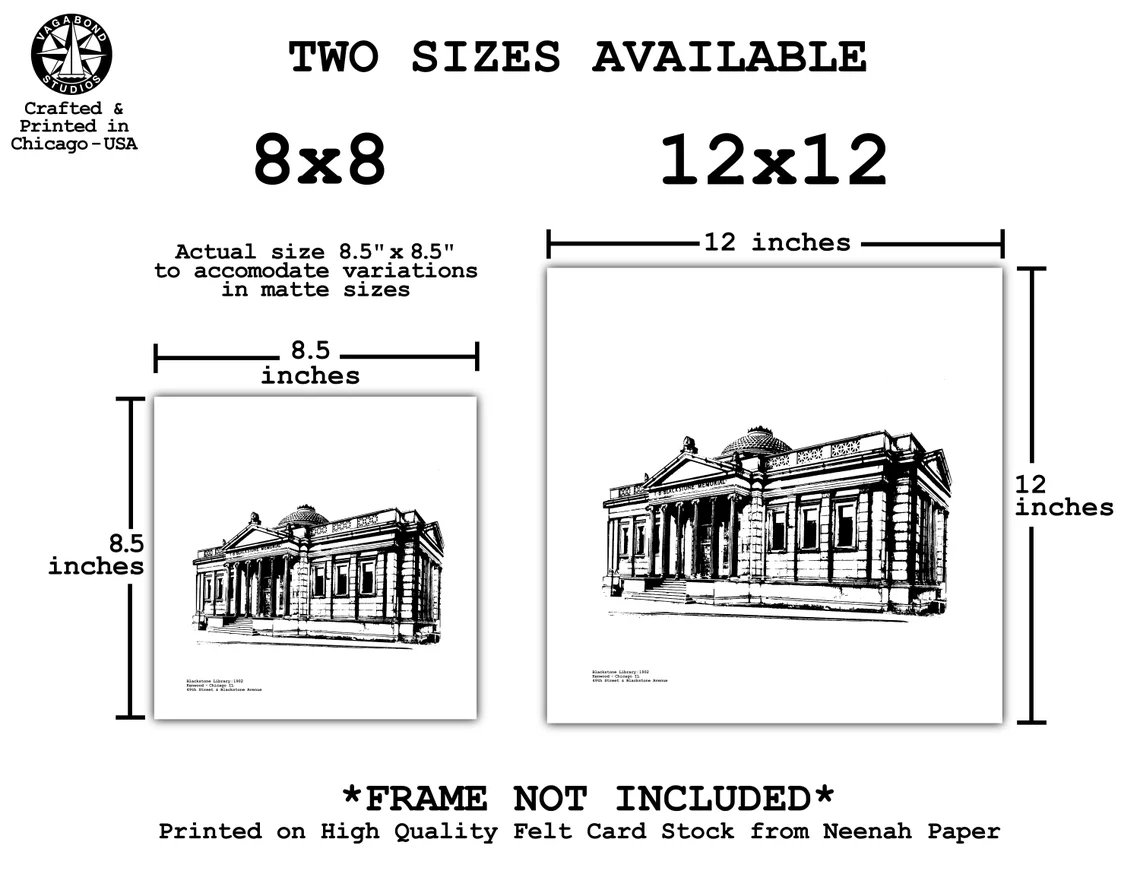 VAGABOND
STUDIOS
Crafted &
Printed in
Chicago-USA
TWO SIZES AVAILABLE
8x8
12x12
Actual size 8.5" x 8.5"
to accomodate variations
in matte sizes
8.5
inches
8.5
inches
12 inches
12
inches
BLACKSTONE MEMORIAL
Blackstone Library:1902
Kenwood - Chicago IL
49th Street & Blackstone Avenue
BLACKSTONE MEMORIAL
Blackstone Library:1902
Kenwood - Chicago IL
49th Street & Blackstone Avenue
*FRAME NOT INCLUDED*
Printed on High Quality Felt Card Stock from Neenah Paper